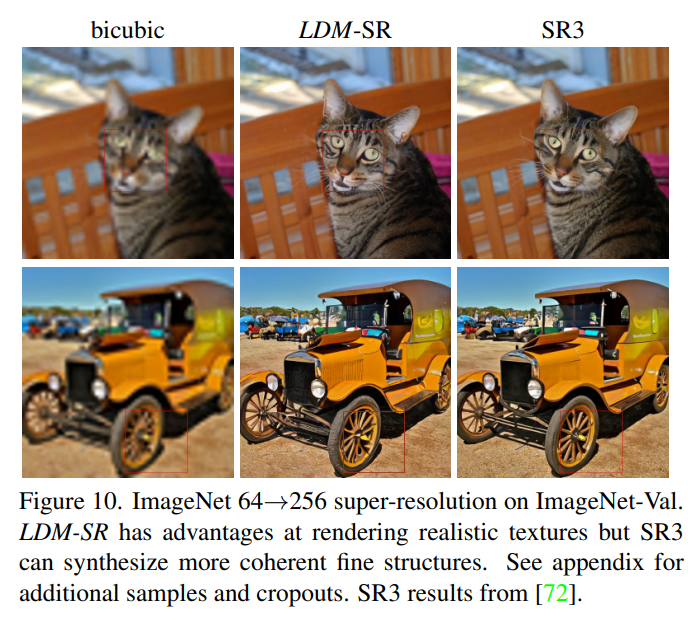 bicubic LDM-SR SR3
Figure 10. ImageNet 64→256 super-resolution on ImageNet-Val.
LDM-SR has advantages at rendering realistic textures but SR3
can synthesize more coherent fine structures. See appendix for
additional samples and cropouts. SR3 results from [72].